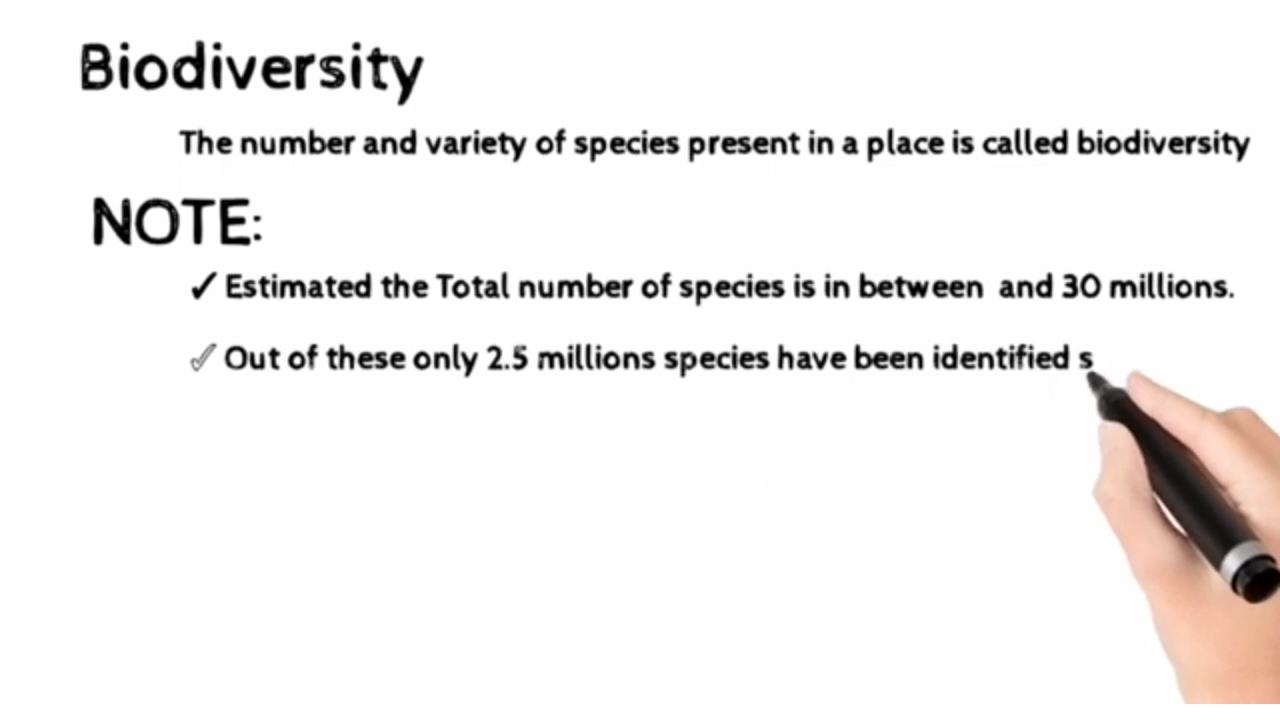 Biodiversity
The number and variety of species present in a place is called biodiversity
NOTE:
✓ Estimated the Total number of species is in between and 30 millions.
✓ Out of these only 2.5 millions species have been identified s